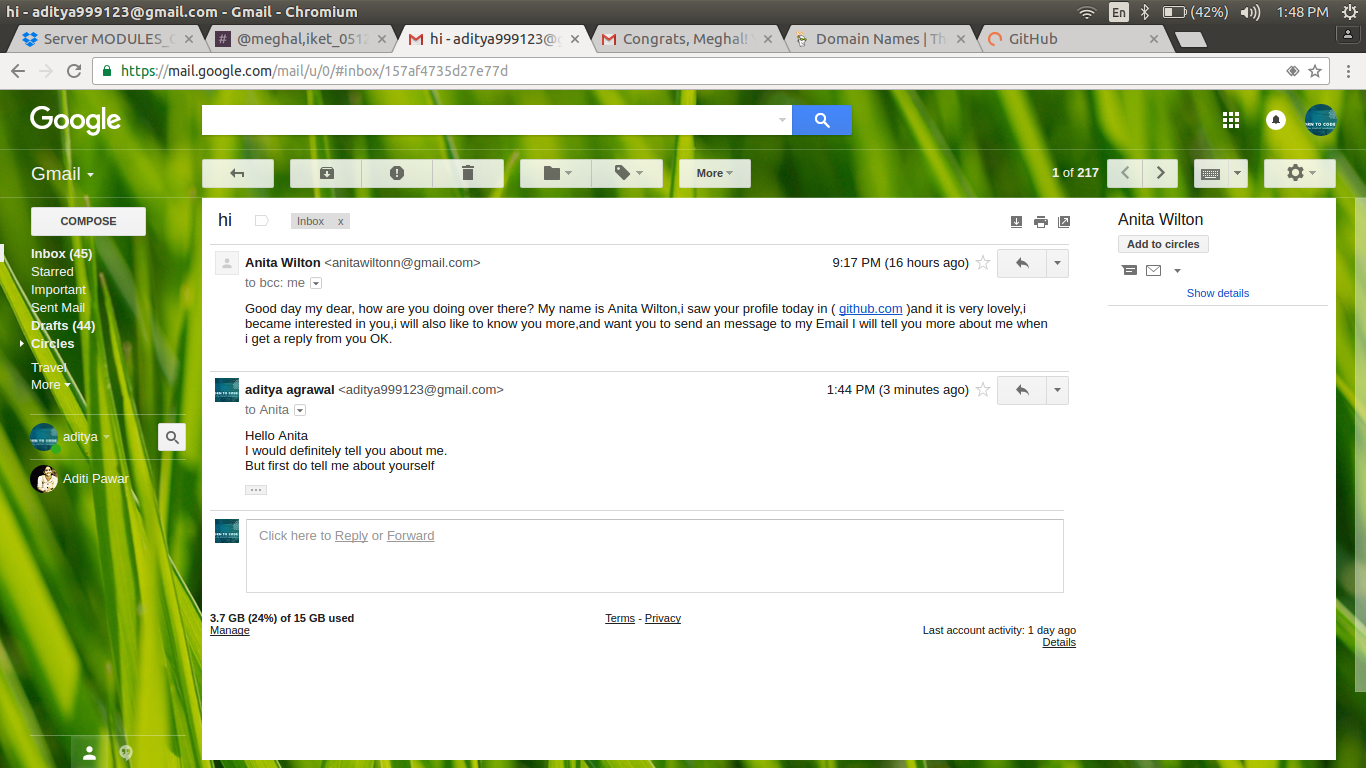 hi - aditya999123@gmail.com - Gmail - Chromium
En (42%) 1:48 PM
Server MODULES_ @meghal,iket_0512 hi - aditya999123@g Congrats, Meghal! Domain Names | Th GitHub
https://mail.google.com/mail/u/0/#inbox/157af4735d27e77d
Google
Gmail
More
1 of 217
COMPOSE
Inbox (45)
Starred
Important
Sent Mail
Drafts (44)
Circles
Travel
More
aditya
Aditi Pawar
hi
Inbox x
Anita Wilton <anitawiltonn@gmail.com> 9:17 PM (16 hours ago)
to bcc: me
Good day my dear, how are you doing over there? My name is Anita Wilton,i saw your profile today in ( github.com )and it is very lovely,i
became interested in you,i will also like to know you more,and want you to send an message to my Email I will tell you more about me when
i get a reply from you OK.
aditya agrawal <aditya999123@gmail.com> 1:44 PM (3 minutes ago)
to Anita
Hello Anita
I would definitely tell you about me.
But first do tell me about yourself
Click here to Reply or Forward
3.7 GB (24%) of 15 GB used
Manage
Terms - Privacy
Last account activity: 1 day ago
Details
Anita Wilton
Add to circles
Show details